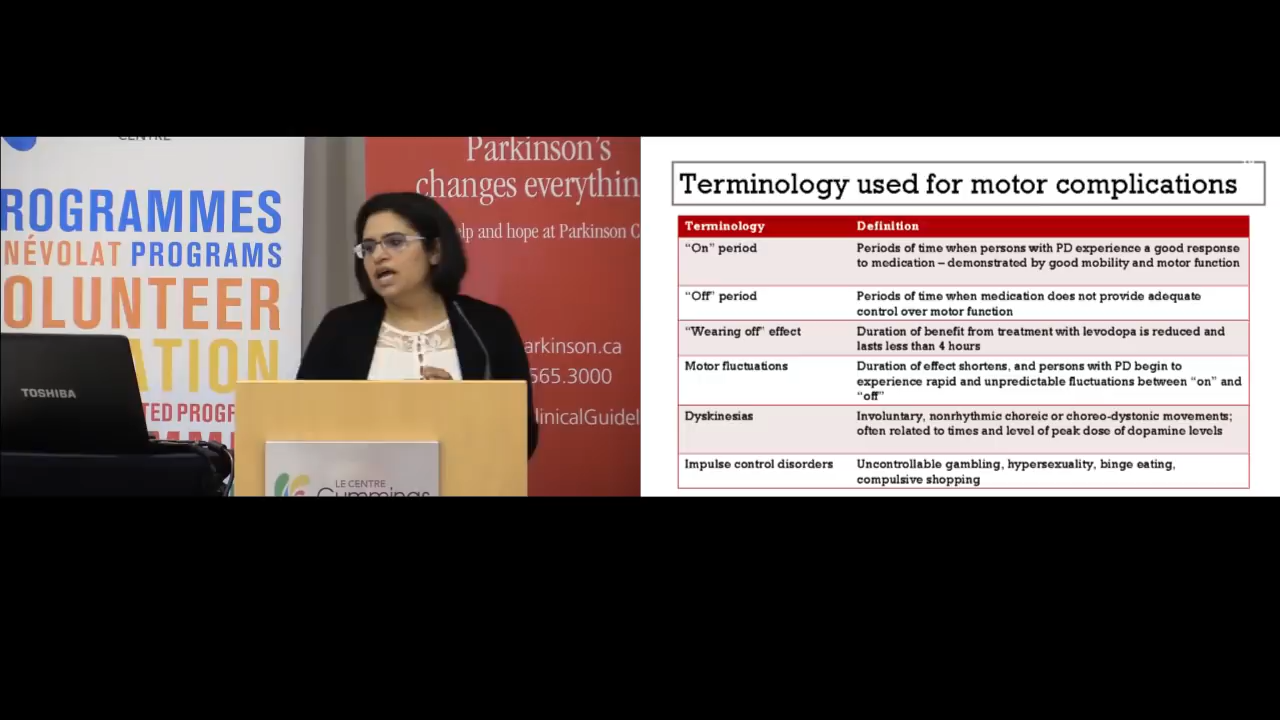 CENTRE
ROGRAMMES
NÉVOLAT PROGRAMS
OLUNTEER
ATION
TED PROGR
TOSHIBA
Parkinson's
changes everythin
elp and hope at Parkinson C
arkinson.ca
565.3000
linicalGuidel
LE CENTRE
Cummings
Terminology used for motor complications
Terminology Definition
“On” period Periods of time when persons with PD experience a good response
to medication – demonstrated by good mobility and motor function
“Off” period Periods of time when medication does not provide adequate
control over motor function
“Wearing off” effect Duration of benefit from treatment with levodopa is reduced and
lasts less than 4 hours
Motor fluctuations Duration of effect shortens, and persons with PD begin to
experience rapid and unpredictable fluctuations between “on” and
“off”
Dyskinesias Involuntary, nonrhythmic choreic or choreo-dystonic movements;
often related to times and level of peak dose of dopamine levels
Impulse control disorders Uncontrollable gambling, hypersexuality, binge eating,
compulsive shopping